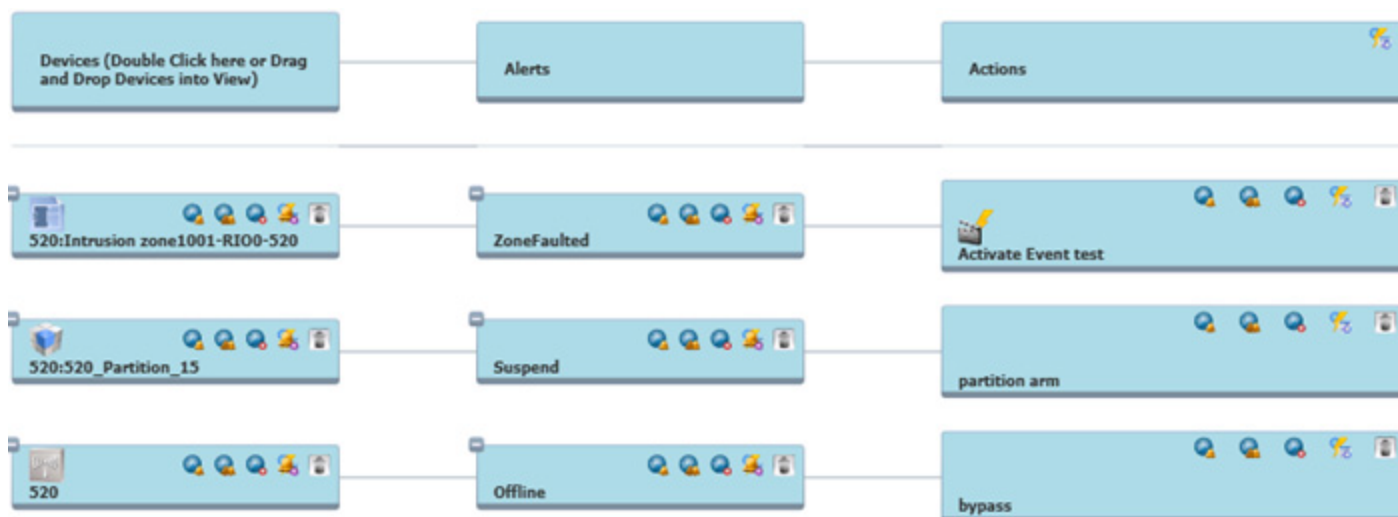 Devices (Double Click here or Drag
and Drop Devices into View)
Alerts
Actions
520:Intrusion zone1001-RIO0-520
ZoneFaulted
Activate Event test
520:520_Partition_15
Suspend
partition arm
520
Offline
bypass